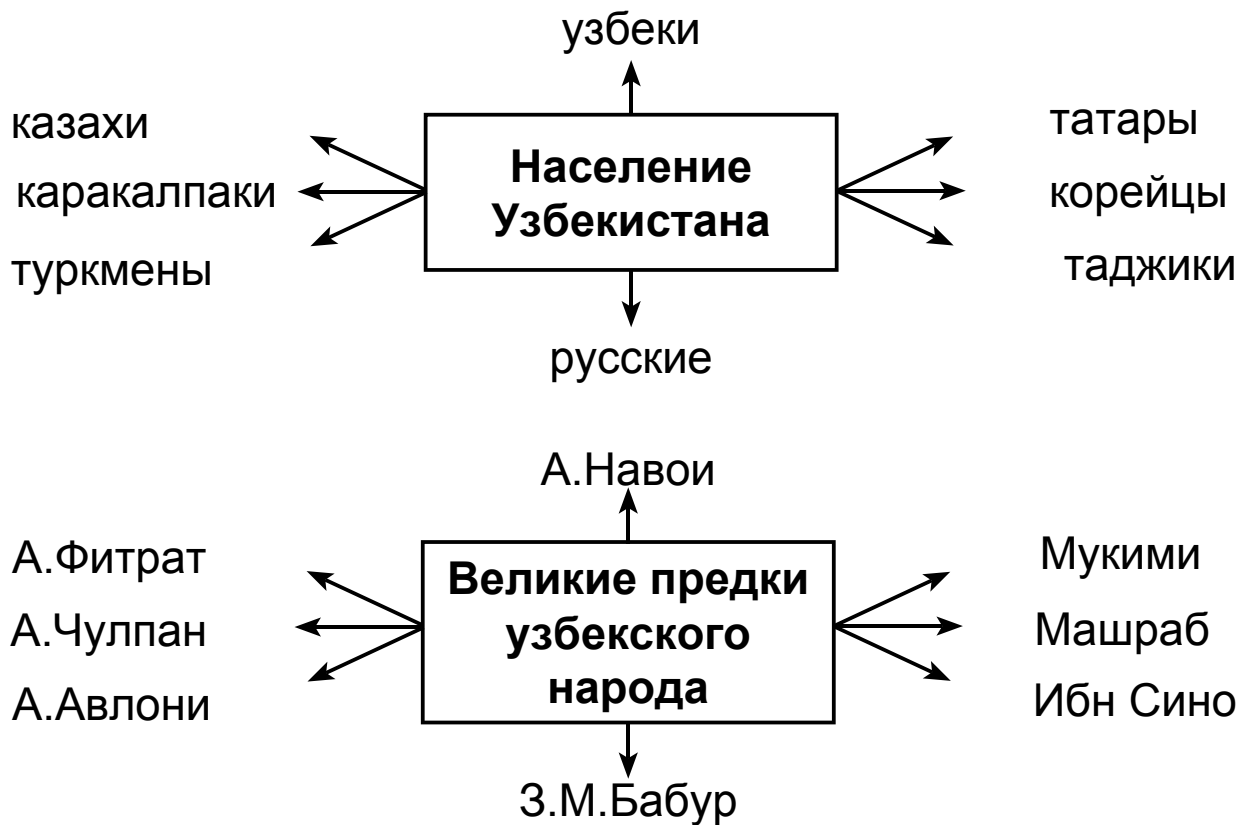 узбеки
казахи
каракалпаки
туркмены
Население
Узбекистана
татары
корейцы
таджики
русские
А.Навои
А.Фитрат
А.Чулпан
А.Авлони
Великие предки
узбекского
народа
Мукими
Машраб
Ибн Сино
З.М.Бабур